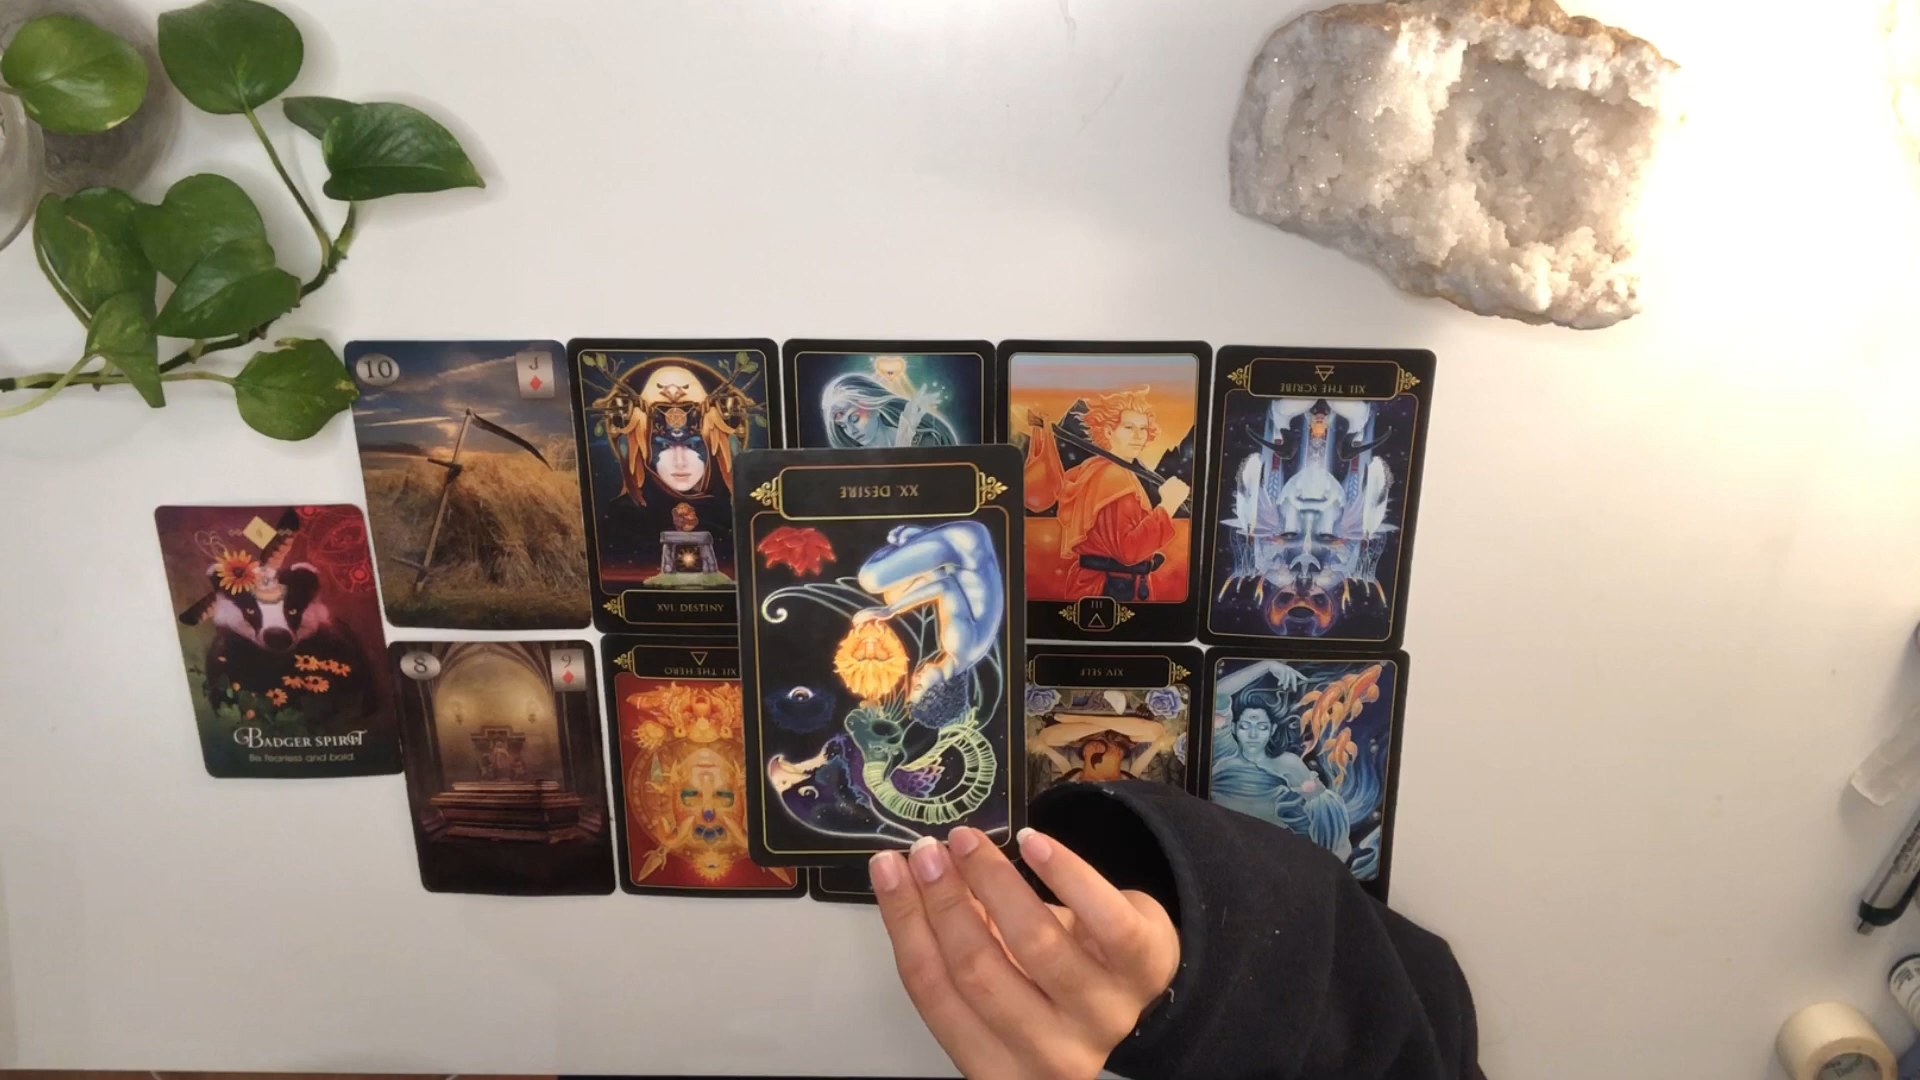 10
J
XVI. DESTINY
III
XII. THE SCRIBE
XX. DESIRE
4
BADGER SPIRIT
Be fearless and bold.
8
9
XII. THE HERO
XIV. SELF